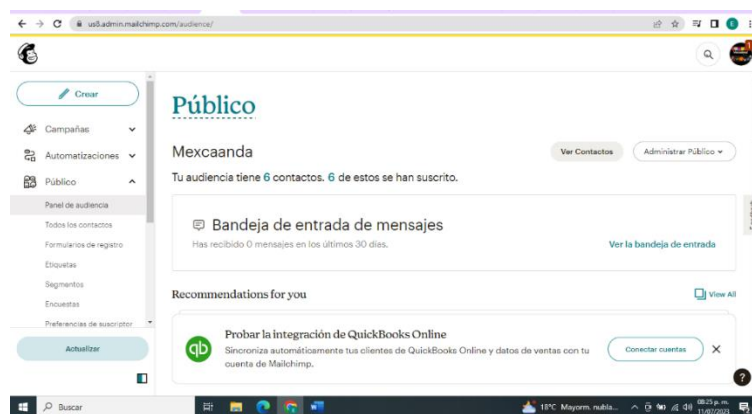 us8.admin.mailchimp.com/audience/
E
1
Crear
Campañas
Automatizaciones
Público
Panel de audiencia
Todos los contactos
Formularios de registro
Etiquetas
Segmentos
Encuestas
Preferencias de suscriptor
Actualizar
Público
Mexcaanda
Ver Contactos
Administrar Público
Tu audiencia tiene 6 contactos. 6 de estos se han suscrito.
Bandeja de entrada de mensajes
Has recibido 0 mensajes en los últimos 30 días.
Ver la bandeja de entrada
Recommendations for you
View All
qb
Probar la integración de QuickBooks Online
Sincroniza automáticamente tus clientes de QuickBooks Online y datos de ventas con tu
cuenta de Mailchimp.
Conectar cuentas
?
Buscar
18°C Mayorm. nubla...
08:25 p. m.
11/07/2023